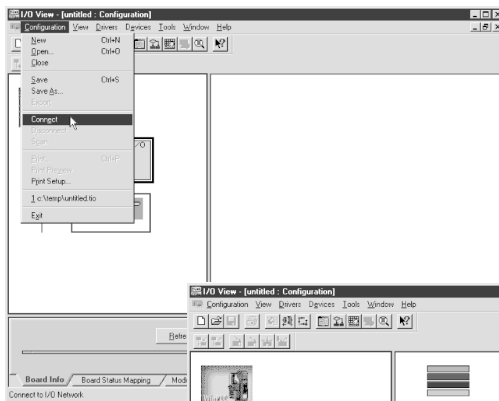 I/O View - [untitled : Configuration]
Configuration View Drivers Devices Tools Window Help
New Ctrl+N
Open... Ctrl+O
Close
Save Ctrl+S
Save As...
Export
Connect
Disconnect
Scan
Print... Ctrl+P
Print Preview
Print Setup...
1 c:\temp\untitled.tio
Exit
I/O View - [untitled : Configuration]
Configuration View Drivers Devices Tools Window Help
Board Info Board Status Mapping
Connect to I/O Network